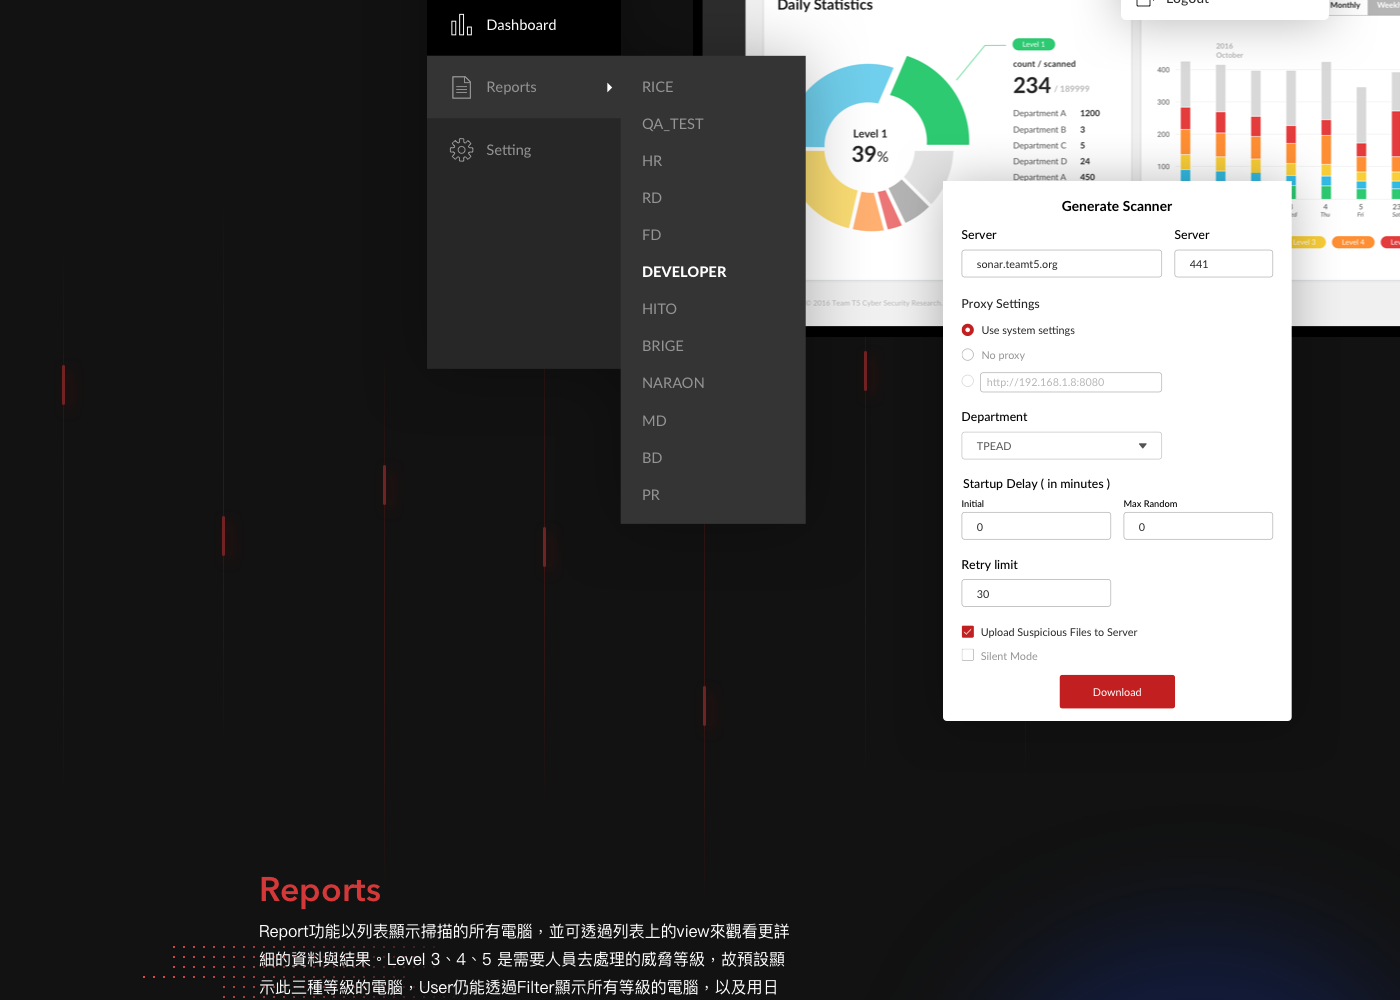 Dashboard
Reports
Setting
RICE
QA_TEST
HR
RD
FD
DEVELOPER
HITO
BRIGE
NARAON
MD
BD
PR
Daily Statistics
Level 1
39%
Level 1
count / scanned
234 / 189999
Department A 1200
Department B 3
Department C 5
Department D 24
Department A 450
© 2016 Team T5 Cyber Security Research.
Logout
Monthly
2016
October
400
300
200
100
4
Thu
5
Fri
Level 4
Generate Scanner
Server Server
sonar.teamt5.org 441
Proxy Settings
Use system settings
No proxy
http://192.168.1.8:8080
Department
TPEAD
Startup Delay ( in minutes )
Initial Max Random
0 0
Retry limit
30
Upload Suspicious Files to Server
Silent Mode
Download
Reports
Report功能以列表顯示掃描的所有電腦，並可透過列表上的view來觀看更詳
細的資料與結果。Level 3、4、5 是需要人員去處理的威脅等級，故預設顯
示此三種等級的電腦，User仍能透過Filter顯示所有等級的電腦，以及用日